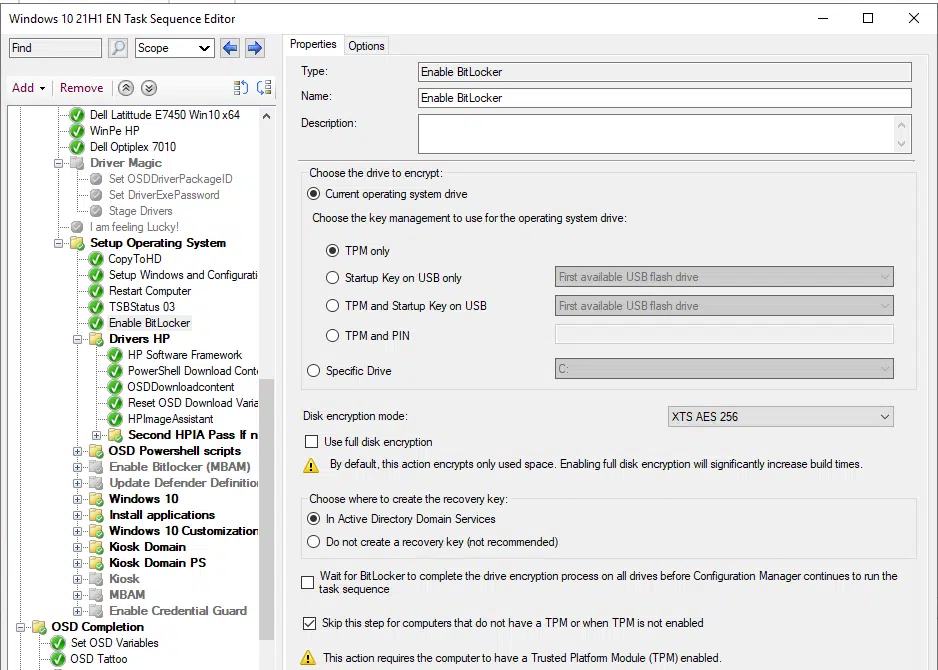 Windows 10 21H1 EN Task Sequence Editor
Find
Scope
Add
Remove
Dell Latittude E7450 Win10 x64
WinPe HP
Dell Optiplex 7010
Driver Magic
Set OSDDriverPackageID
Set DriverExePassword
Stage Drivers
I am feeling Lucky!
Setup Operating System
CopyToHD
Setup Windows and Configurati
Restart Computer
TSBStatus 03
Enable BitLocker
Drivers HP
HP Software Framework
PowerShell Download Cont
OSDDownloadcontent
Reset OSD Download Varia
HPImageAssistant
Second HPIA Pass If n
OSD Powershell scripts
Enable Bitlocker (MBAM)
Update Defender Definitio
Windows 10
Install applications
Windows 10 Customization
Kiosk Domain
Kiosk Domain PS
Kiosk
MBAM
Enable Credential Guard
OSD Completion
Set OSD Variables
OSD Tattoo
Properties
Options
Type:
Enable BitLocker
Name:
Enable BitLocker
Description:
Choose the drive to encrypt:
Current operating system drive
Choose the key management to use for the operating system drive:
TPM only
Startup Key on USB only
First available USB flash drive
TPM and Startup Key on USB
First available USB flash drive
TPM and PIN
Specific Drive
C:
Disk encryption mode:
XTS AES 256
Use full disk encryption
By default, this action encrypts only used space. Enabling full disk encryption will significantly increase build times.
Choose where to create the recovery key:
In Active Directory Domain Services
Do not create a recovery key (not recommended)
Wait for BitLocker to complete the drive encryption process on all drives before Configuration Manager continues to run the
task sequence
Skip this step for computers that do not have a TPM or when TPM is not enabled
This action requires the computer to have a Trusted Platform Module (TPM) enabled.